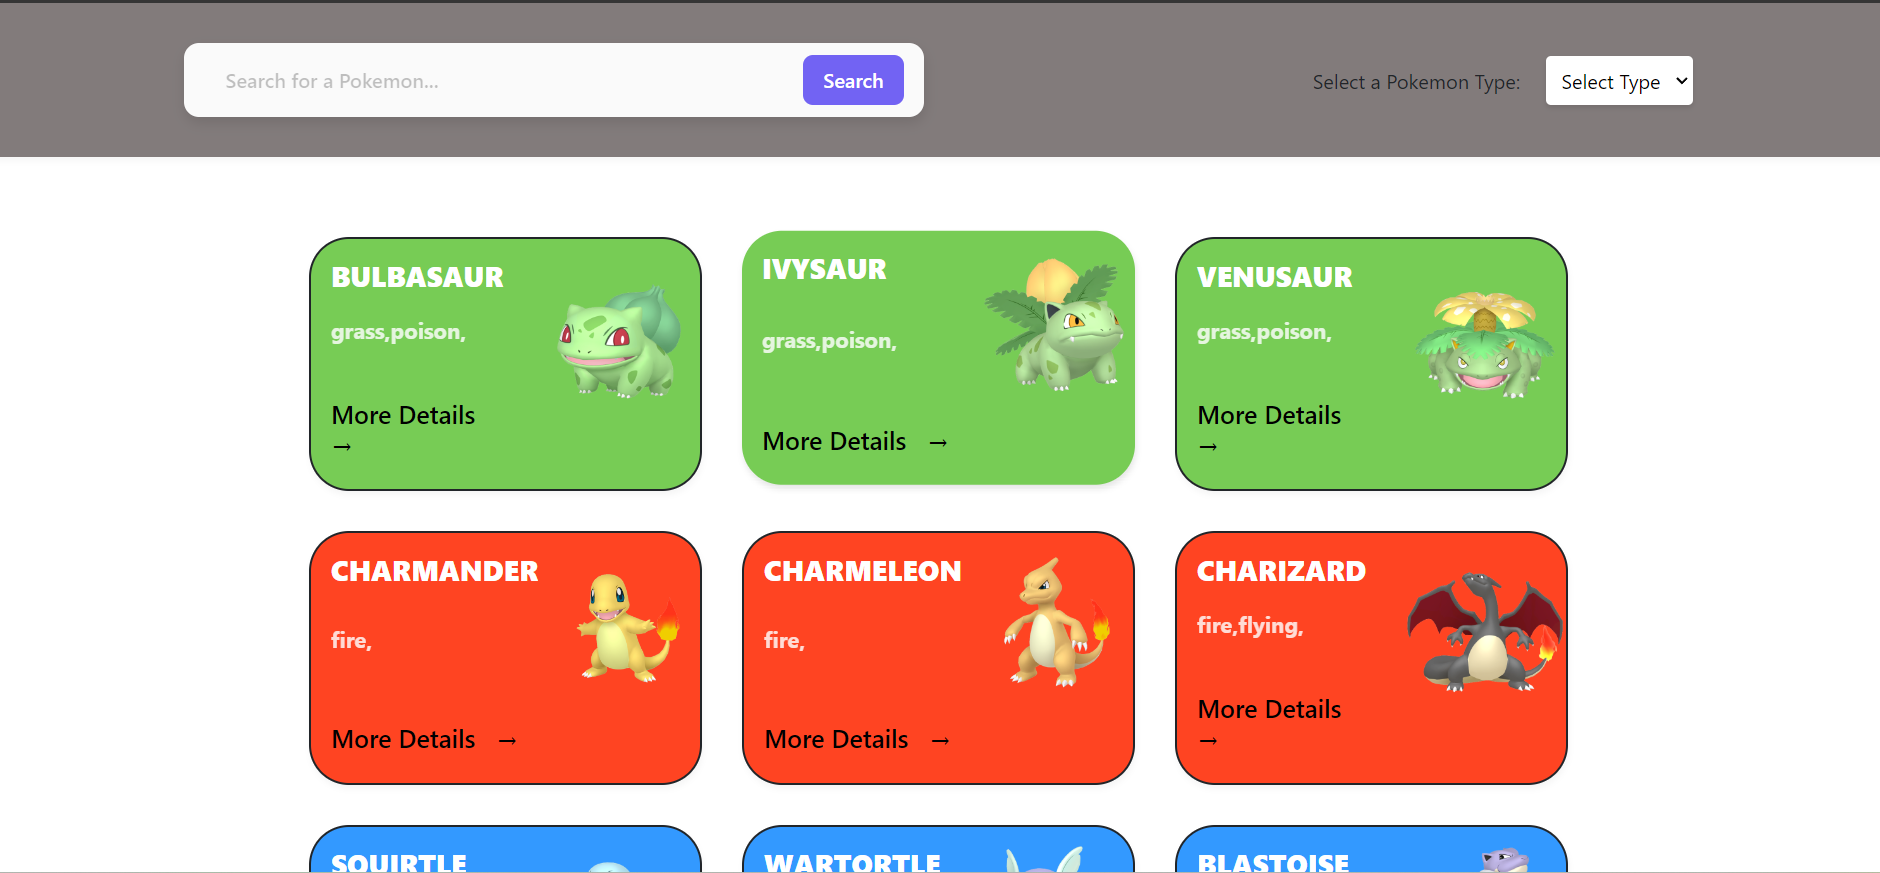 Search for a Pokemon...
Search
Select a Pokemon Type:
Select Type
BULBASAUR
grass,poison,
More Details
→
IVYSAUR
grass,poison,
More Details →
VENUSAUR
grass,poison,
More Details
→
CHARMANDER
fire,
More Details →
CHARMELEON
fire,
More Details →
CHARIZARD
fire,flying,
More Details
→
SQUIRTLE
WARTORTLE
BLASTOISE